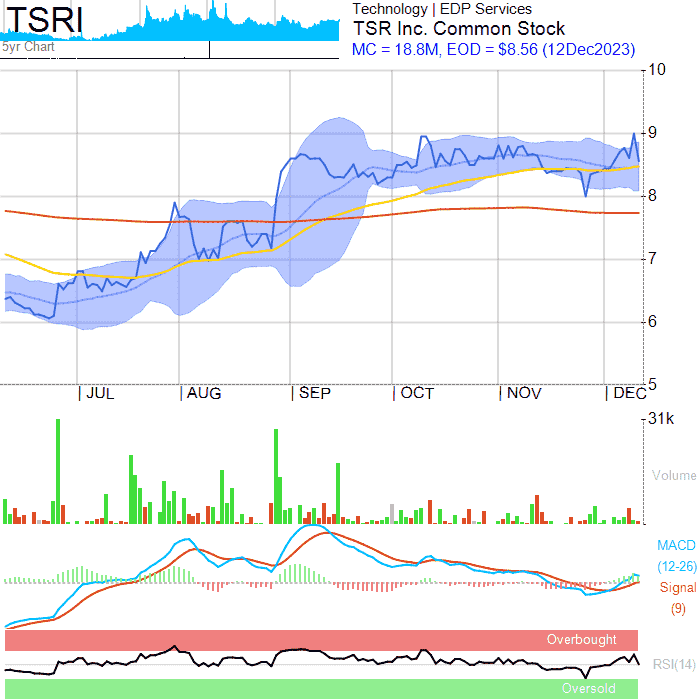 TSRI
Technology | EDP Services
TSR Inc. Common Stock
5yr Chart
MC = 18.8M, EOD = $8.56 (12Dec2023)
10
9
8
7
6
5
| JUL | AUG | SEP | OCT | NOV | DEC
31k
Volume
MACD
(12-26)
Signal
(9)
Overbought
RSI(14)
Oversold